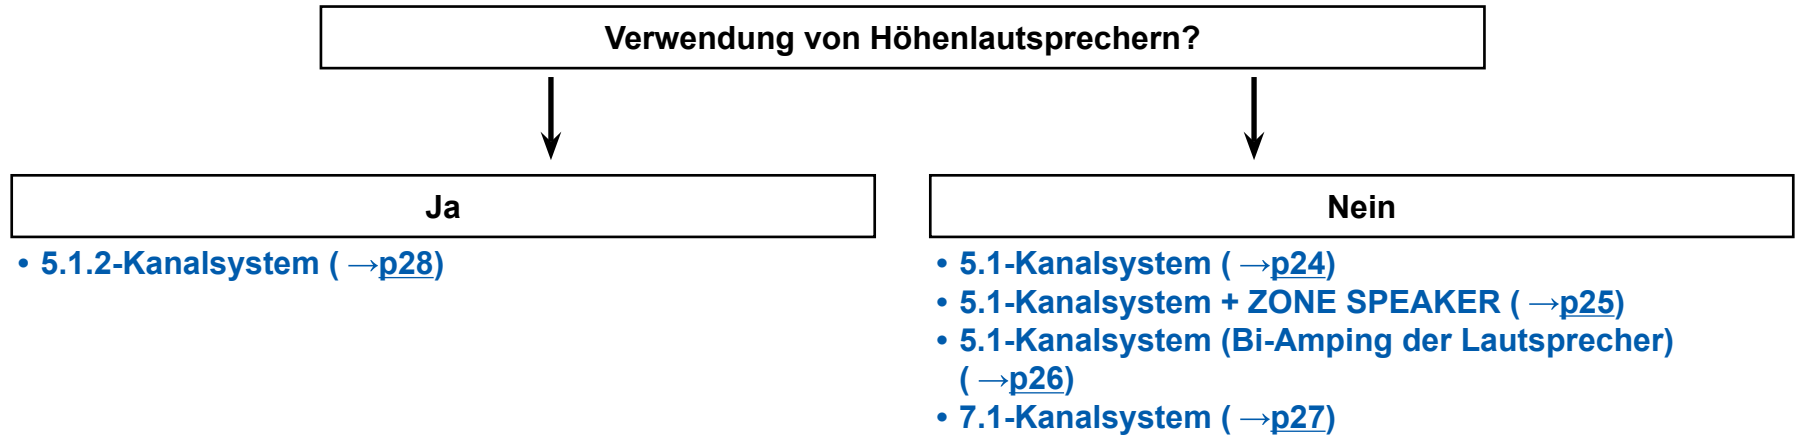 Verwendung von Höhenlautsprechern?
Ja
• 5.1.2-Kanalsystem ( →p28)
Nein
• 5.1-Kanalsystem ( →p24)
• 5.1-Kanalsystem + ZONE SPEAKER ( →p25)
• 5.1-Kanalsystem (Bi-Amping der Lautsprecher)
( →p26)
• 7.1-Kanalsystem ( →p27)